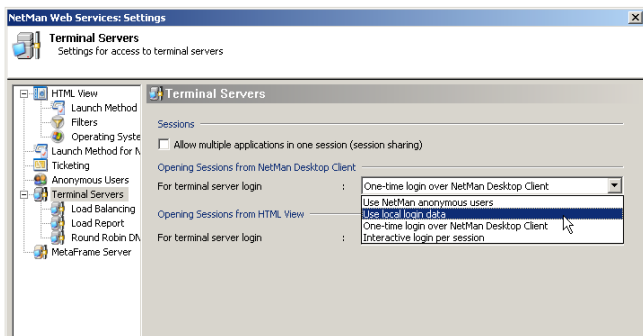 NetMan Web Services: Settings
Terminal Servers
Settings for access to terminal servers
HTML View
Launch Method
Filters
Operating Syste
Launch Method for N
Ticketing
Anonymous Users
Terminal Servers
Load Balancing
Load Report
Round Robin DN
MetaFrame Server
Terminal Servers
Sessions
Allow multiple applications in one session (session sharing)
Opening Sessions from NetMan Desktop Client
For terminal server login : One-time login over NetMan Desktop Client
Use NetMan anonymous users
Use local login data
One-time login over NetMan Desktop Client
Interactive login per session
Opening Sessions from HTML View
For terminal server login :